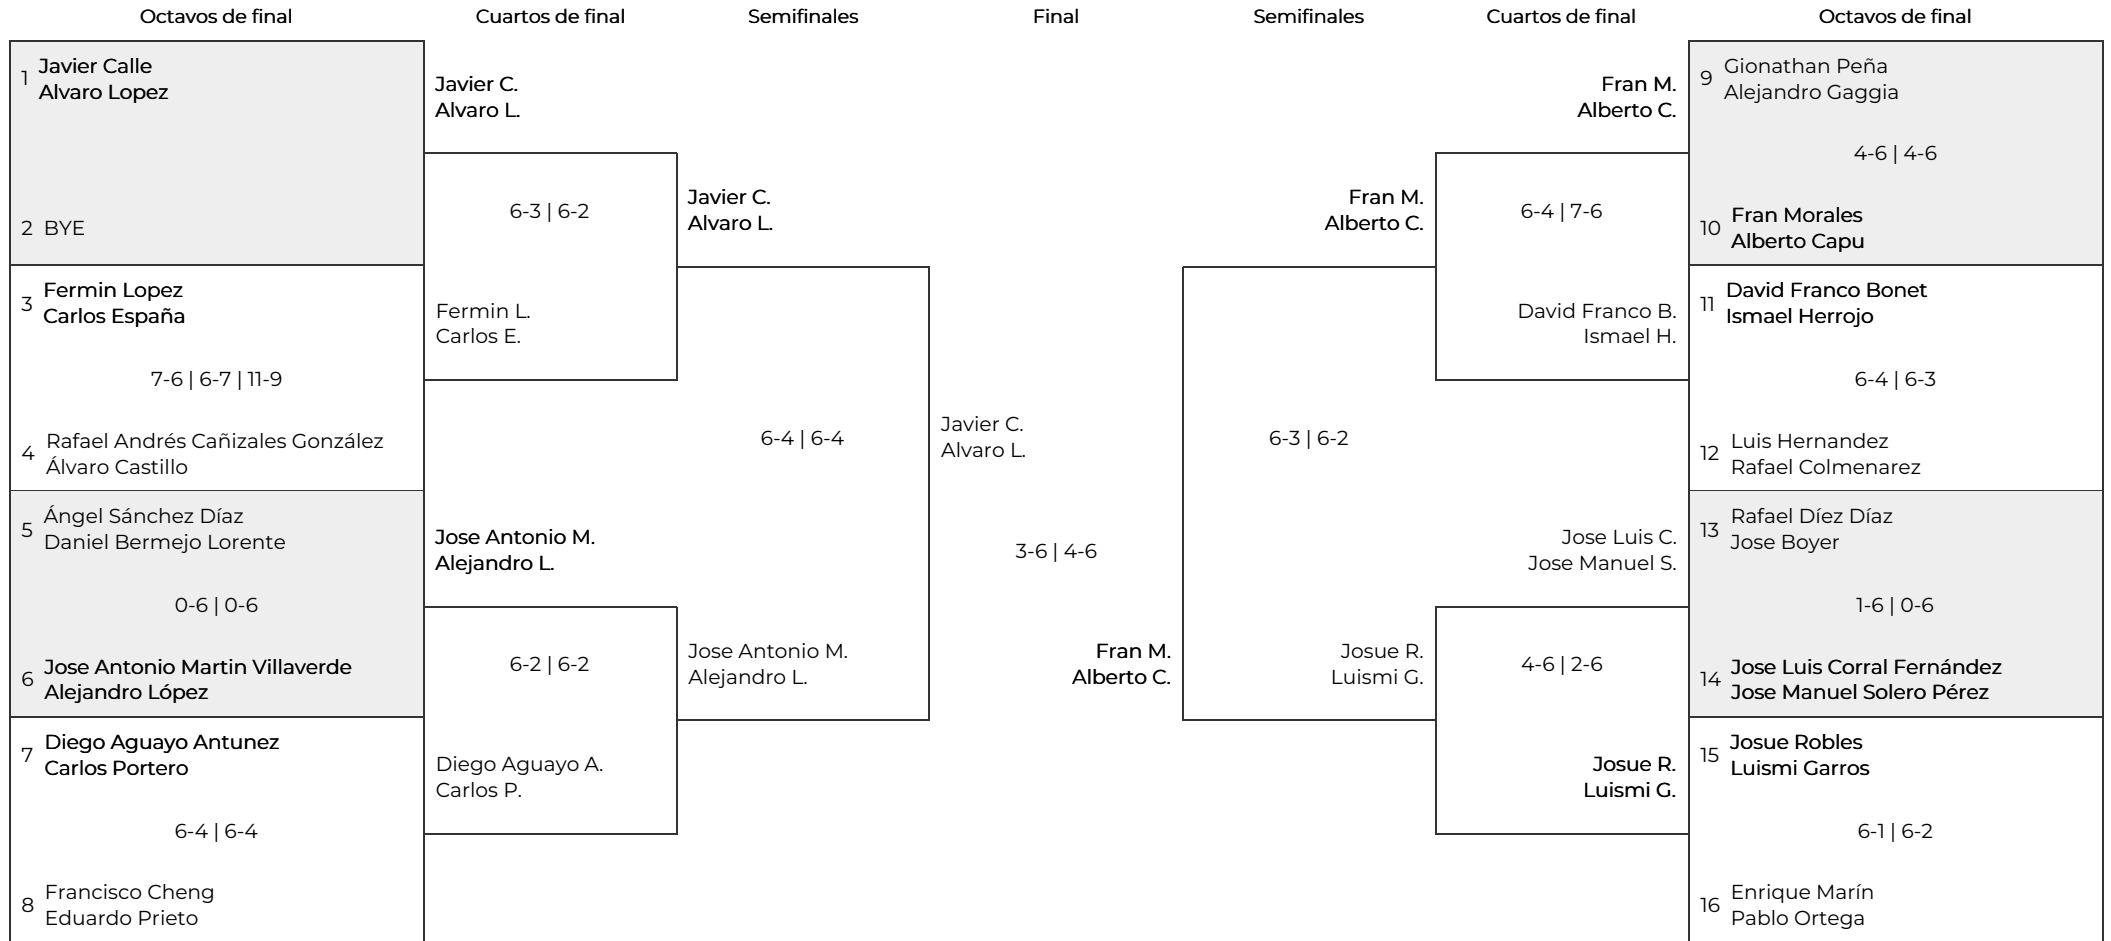 Octavos de final
Cuartos de final
Semifinales
Final
Semifinales
Cuartos de final
Octavos de final
1
Javier Calle
Alvaro Lopez
2 BYE
3
Fermin Lopez
Carlos España
7-6 | 6-7 | 11-9
4
Rafael Andrés Cañizales González
Álvaro Castillo
5
Ángel Sánchez Díaz
Daniel Bermejo Lorente
0-6 | 0-6
6
Jose Antonio Martin Villaverde
Alejandro López
7
Diego Aguayo Antunez
Carlos Portero
6-4 | 6-4
8
Francisco Cheng
Eduardo Prieto
Javier C.
Alvaro L.
6-3 | 6-2
Fermin L.
Carlos E.
Jose Antonio M.
Alejandro L.
6-2 | 6-2
Diego Aguayo A.
Carlos P.
Javier C.
Alvaro L.
6-4 | 6-4
Jose Antonio M.
Alejandro L.
Javier C.
Alvaro L.
3-6 | 4-6
Fran M.
Alberto C.
Fran M.
Alberto C.
6-3 | 6-2
Josue R.
Luismi G.
Fran M.
Alberto C.
6-4 | 7-6
David Franco B.
Ismael H.
Jose Luis C.
Jose Manuel S.
4-6 | 2-6
Josue R.
Luismi G.
9
Gionathan Peña
Alejandro Gaggia
4-6 | 4-6
10
Fran Morales
Alberto Capu
11
David Franco Bonet
Ismael Herrojo
6-4 | 6-3
12
Luis Hernandez
Rafael Colmenarez
13
Rafael Díez Díaz
Jose Boyer
1-6 | 0-6
14
Jose Luis Corral Fernández
Jose Manuel Solero Pérez
15
Josue Robles
Luismi Garros
6-1 | 6-2
16
Enrique Marín
Pablo Ortega